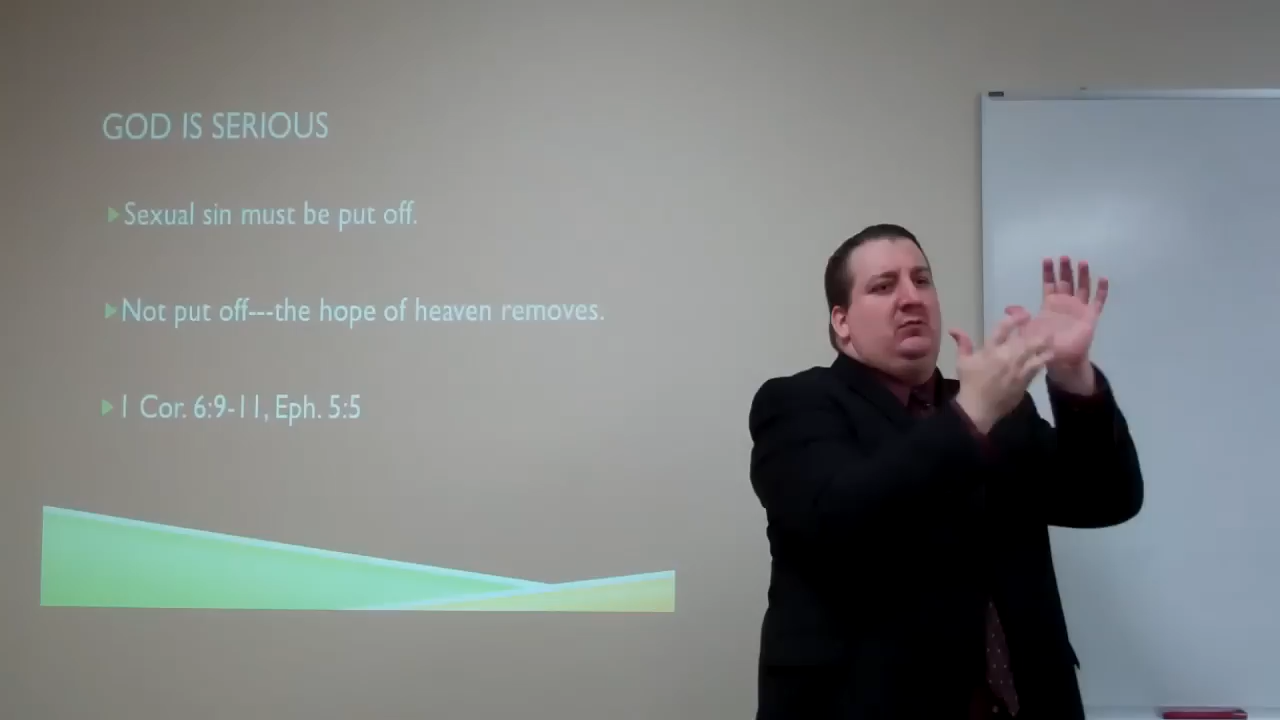 GOD IS SERIOUS
Sexual sin must be put off.
Not put off---the hope of heaven removes.
1 Cor. 6:9-11, Eph. 5:5